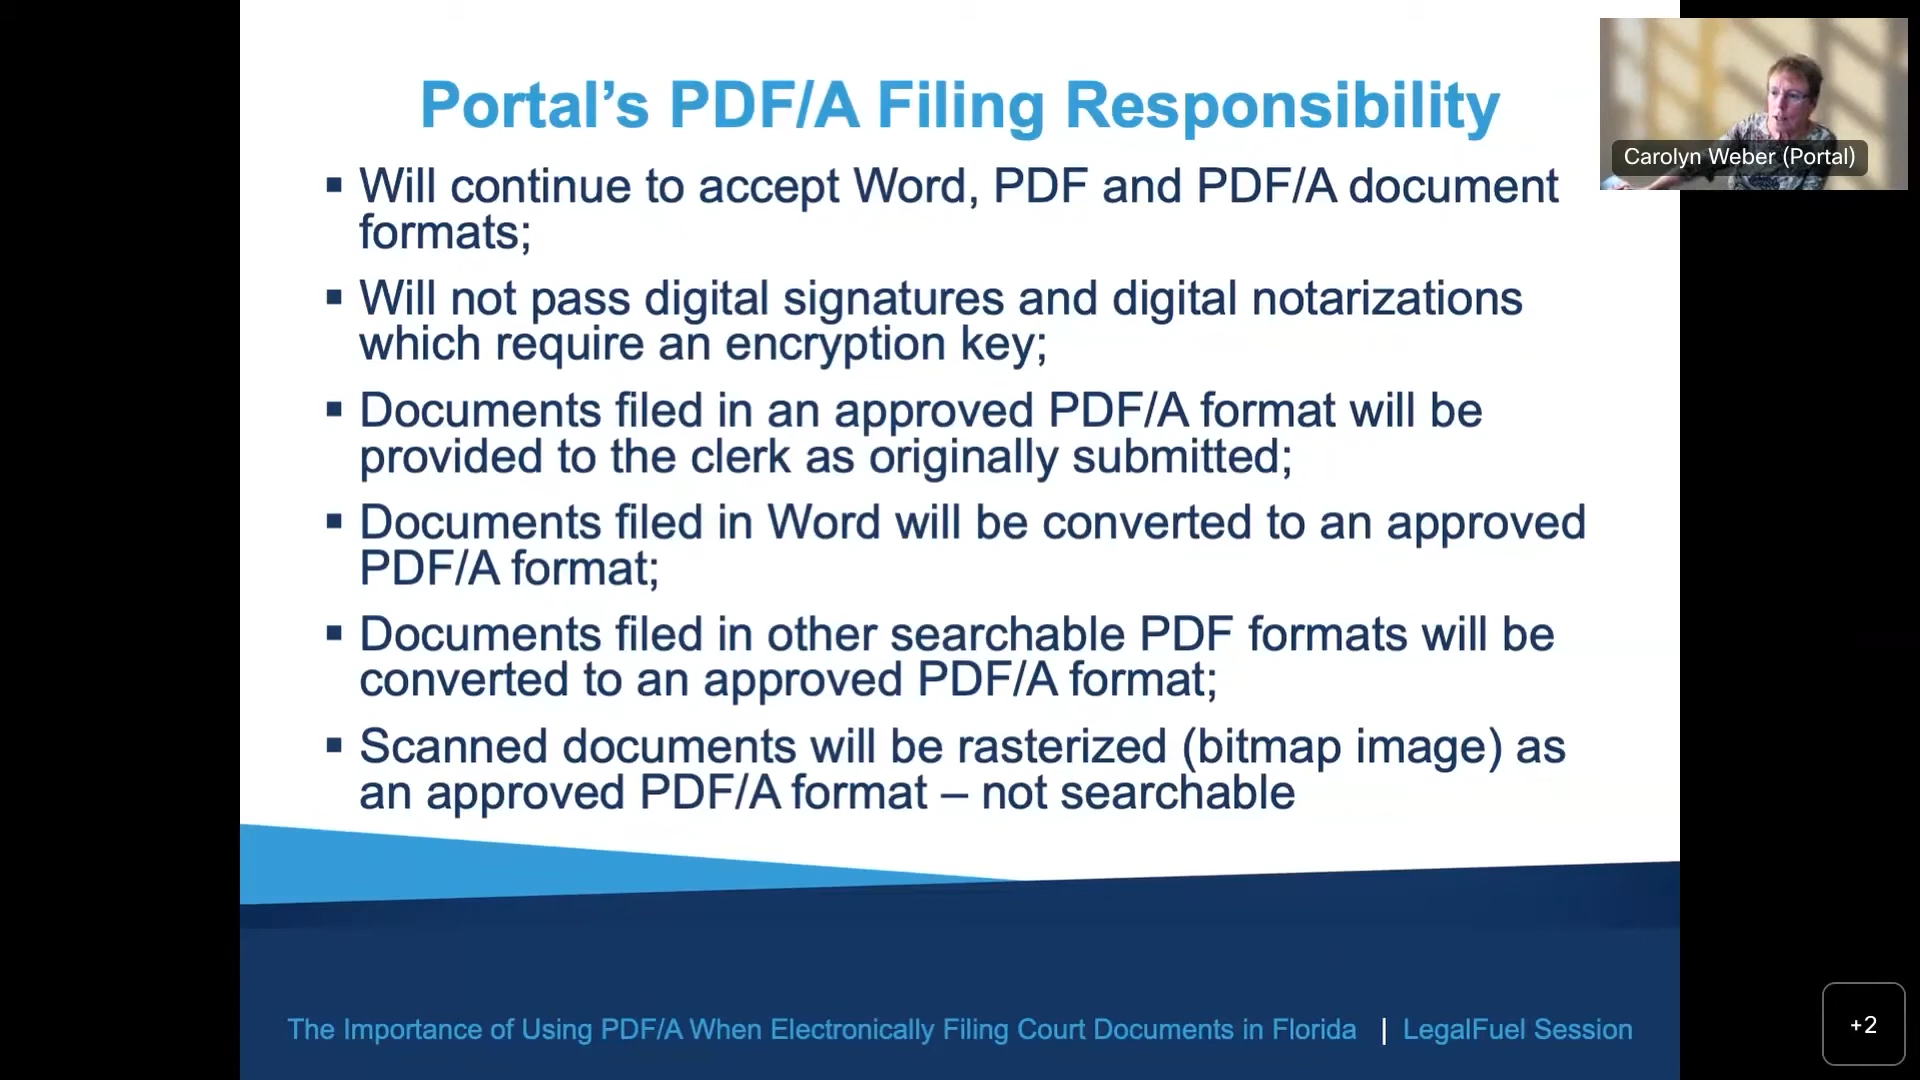 Portal’s PDF/A Filing Responsibility
Carolyn Weber (Portal)
▪ Will continue to accept Word, PDF and PDF/A document
formats;
▪ Will not pass digital signatures and digital notarizations
which require an encryption key;
▪ Documents filed in an approved PDF/A format will be
provided to the clerk as originally submitted;
▪ Documents filed in Word will be converted to an approved
PDF/A format;
▪ Documents filed in other searchable PDF formats will be
converted to an approved PDF/A format;
▪ Scanned documents will be rasterized (bitmap image) as
an approved PDF/A format – not searchable
The Importance of Using PDF/A When Electronically Filing Court Documents in Florida | LegalFuel Session
+2